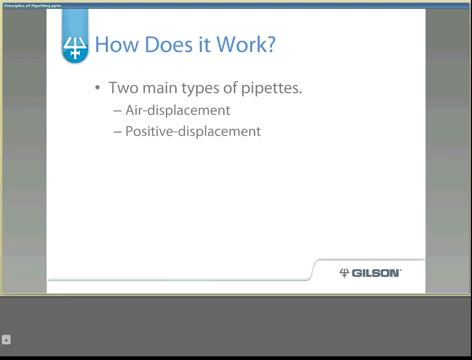 Principles of Pipetting.pptx
How Does it Work?
• Two main types of pipettes.
– Air-displacement
– Positive-displacement
GILSON